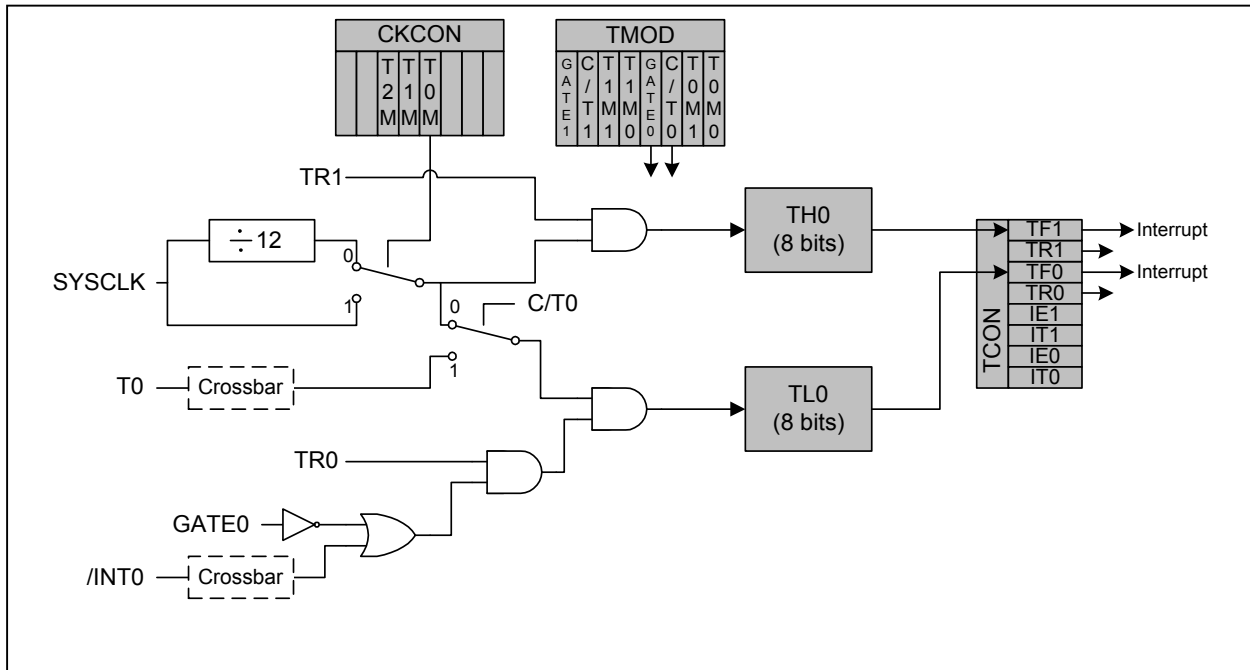 CKCON
T2M
T1M
T0M
TMOD
GATE1
C/T1
T1M1
T1M0
GATE0
C/T0
T0M1
T0M0
TR1
÷ 12
0
SYSCLK
1
C/T0
0
1
T0
Crossbar
TR0
GATE0
/INT0
Crossbar
TH0
(8 bits)
TL0
(8 bits)
TCON
TF1
TR1
TF0
TR0
IE1
IT1
IE0
IT0
Interrupt
Interrupt